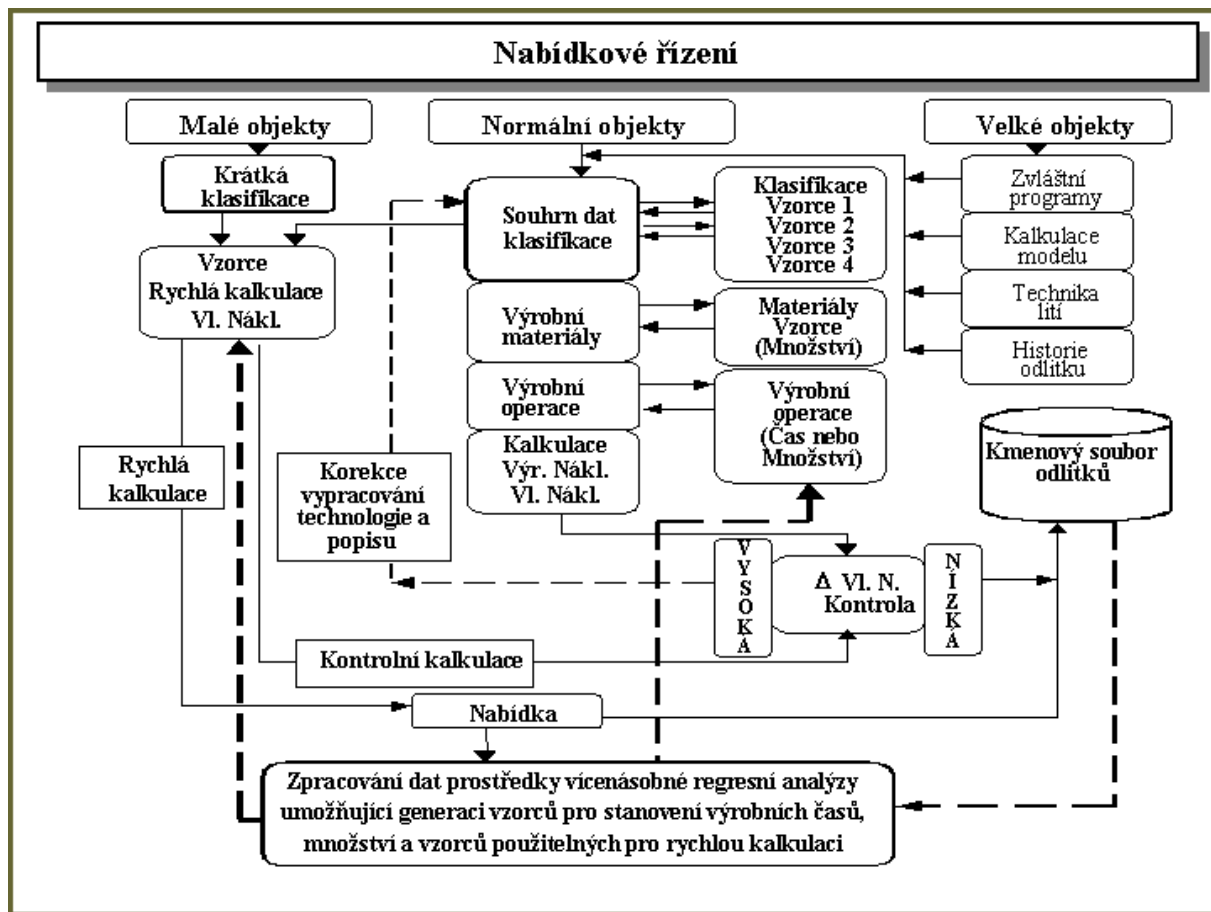 Nabídkové řízení
Malé objekty
Normální objekty
Velké objekty
Krátká
klasifikace
Souhrn dat
klasifikace
Klasifikace
Vzorce 1
Vzorce 2
Vzorce 3
Vzorce 4
Zvláštní
programy
Kalkulace
modelu
Technika
lití
Historie
odlitku
Vzorce
Rychlá kalkulace
Vl. Nákl.
Výrobní
materiály
Materiály
Vzorce
(Množství)
Výrobní
operace
Výrobní
operace
(Čas nebo
Množství)
Kalkulace
Výr. Nákl.
Vl. Nákl.
Kmenový soubor
odlitků
Rychlá
kalkulace
Korekce
vypracování
technologie a
popisu
VYSOKÁ
Δ Vl. N.
Kontrola
NÍZKÁ
Kontrolní kalkulace
Nabídka
Zpracování dat prostředky vícenásobné regresní analýzy
umožňující generaci vzorců pro stanovení výrobních časů,
množství a vzorců použitelných pro rychlou kalkulaci